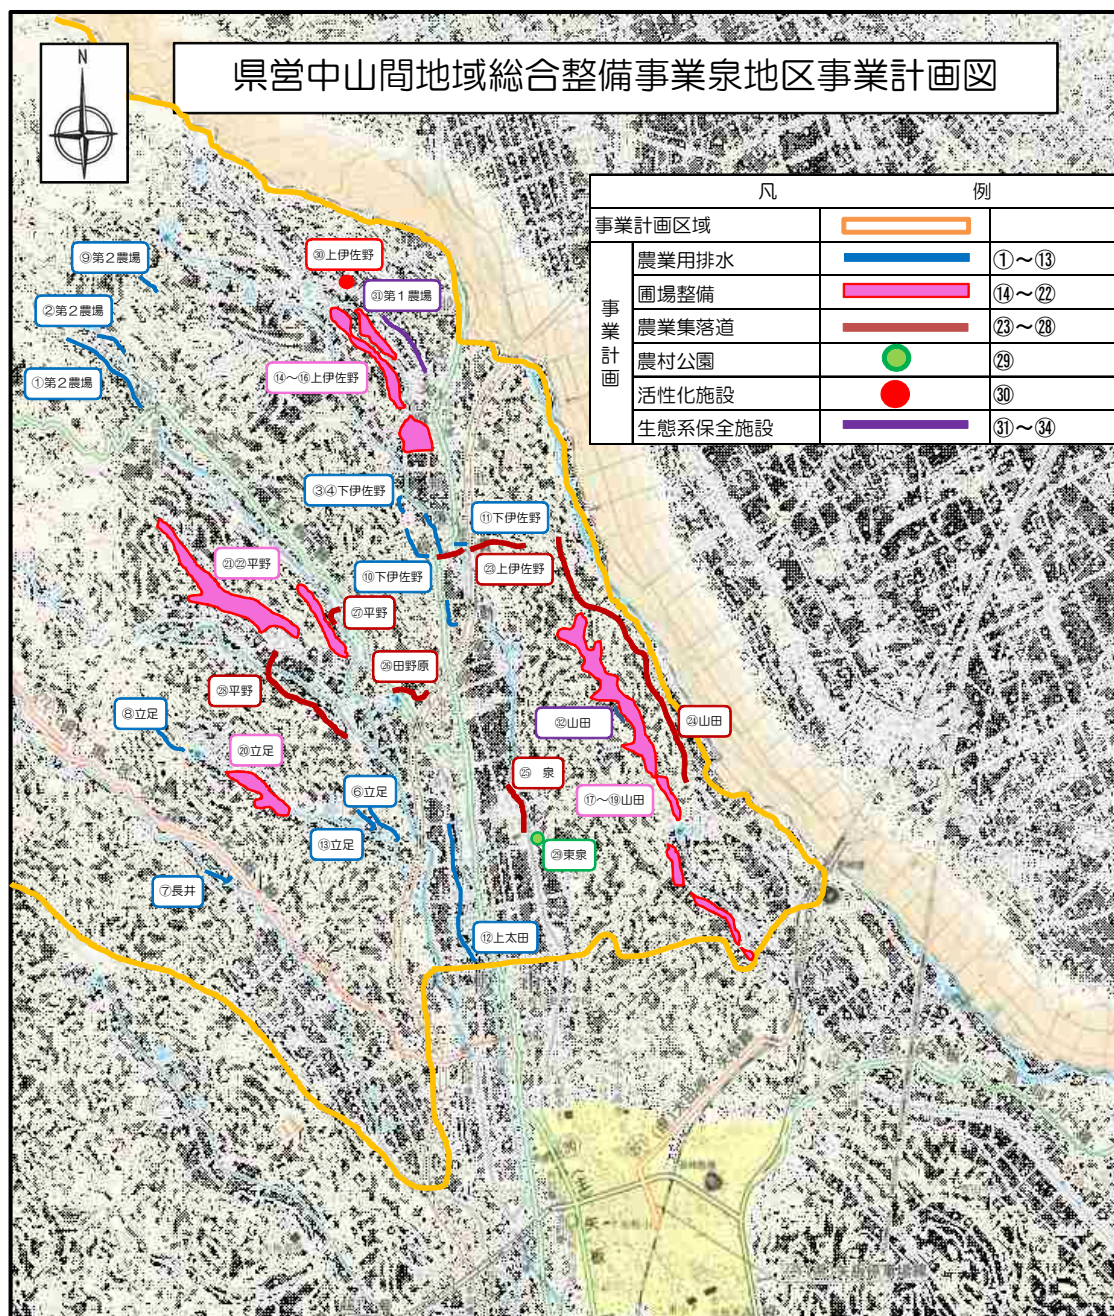 県営中山間地域総合整備事業泉地区事業計画図
N
凡 例
事業計画区域
事業計画
農業用排水 ①～⑬
圃場整備 ⑭～㉒
農業集落道 ㉓～㉘
農村公園 ㉙
活性化施設 ㉚
生態系保全施設 ㉛～㉞
⑨第2農場
㉚上伊佐野
㉛第1農場
②第2農場
①第2農場
⑭～⑯上伊佐野
③④下伊佐野
⑪下伊佐野
㉓上伊佐野
⑩下伊佐野
㉑㉒平野
㉗平野
㉖田野原
㉘平野
⑧立足
㉜山田
㉔山田
⑳立足
㉕ 泉
⑥立足
⑰～⑲山田
⑬立足
㉙東泉
⑦長井
⑫上太田